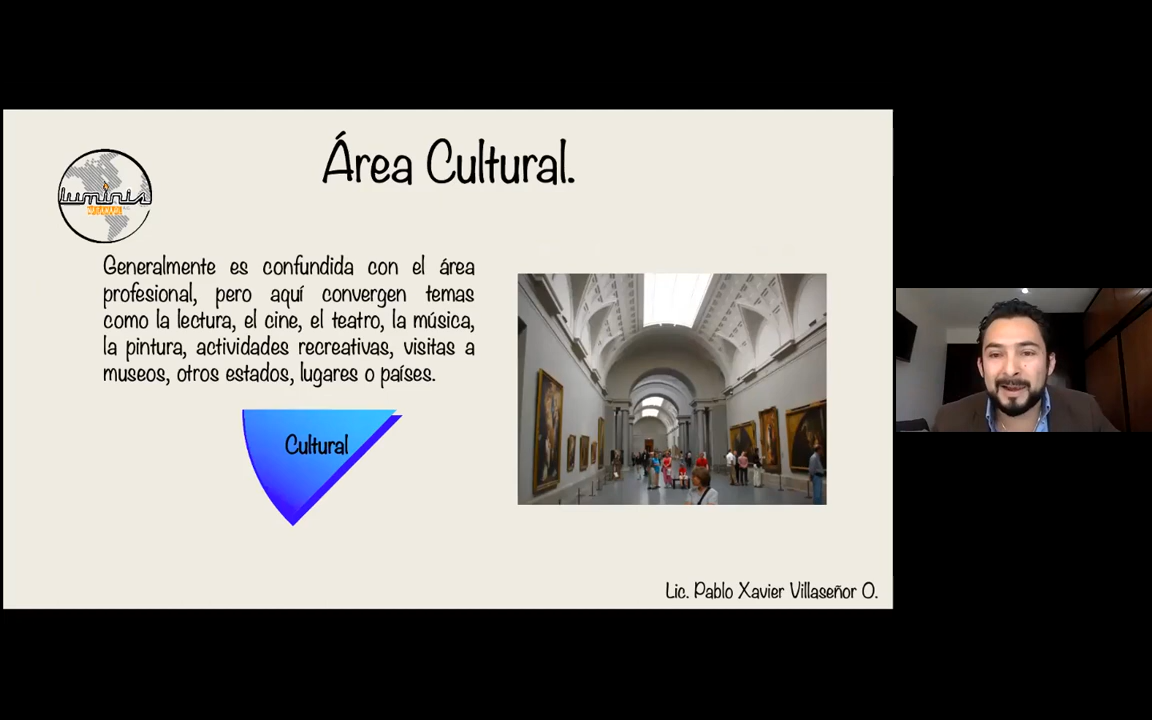 Área Cultural.
luminis
Generalmente es confundida con el área
profesional, pero aquí convergen temas
como la lectura, el cine, el teatro, la música,
la pintura, actividades recreativas, visitas a
museos, otros estados, lugares o países.
Cultural
Lic. Pablo Xavier Villaseñor O.